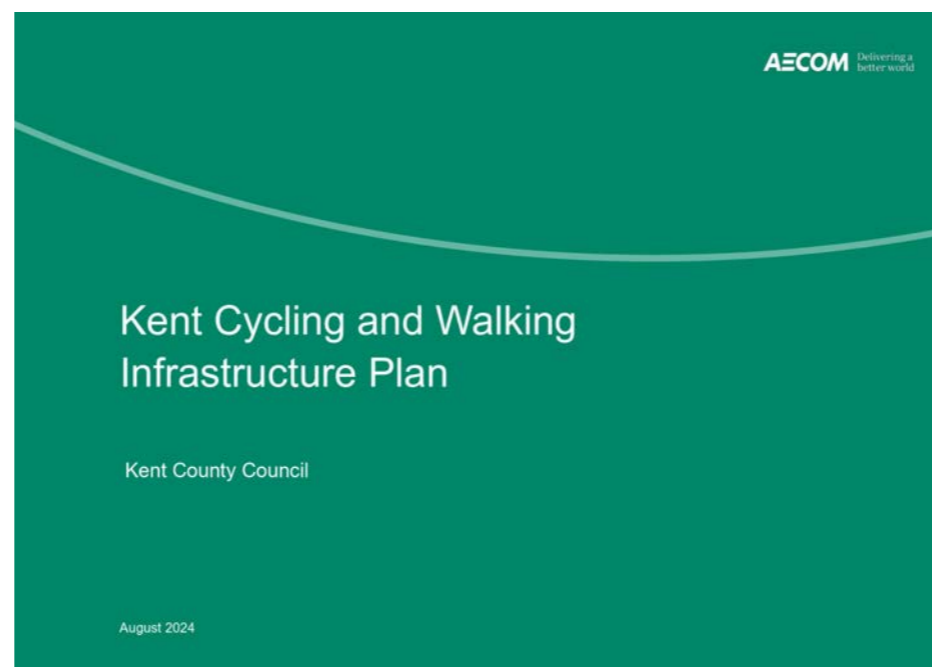 AECOM
Delivering a
better world
Kent Cycling and Walking
Infrastructure Plan
Kent County Council
August 2024